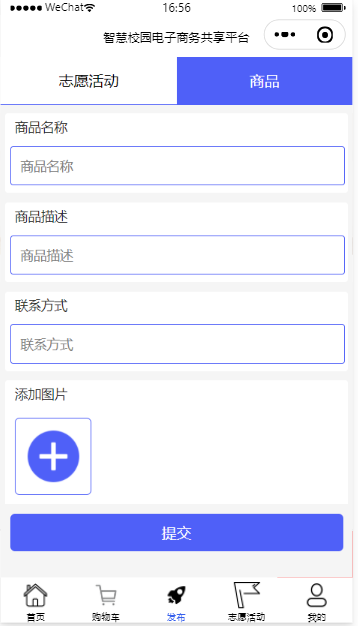 WeChat 16:56 100%
智慧校园电子商务共享平台
志愿活动 商品
商品名称
商品名称
商品描述
商品描述
联系方式
联系方式
添加图片
提交
首页 购物车 发布 志愿活动 我的